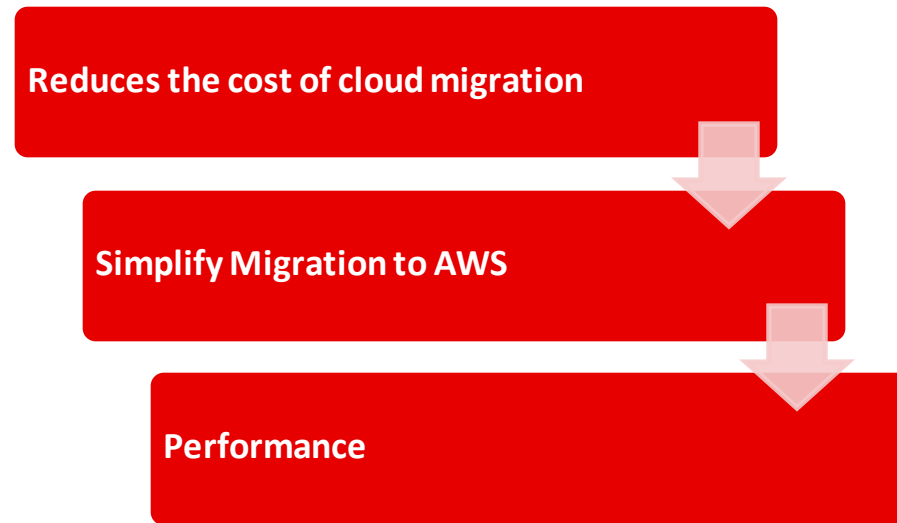 Reduces the cost of cloud migration
Simplify Migration to AWS
Performance